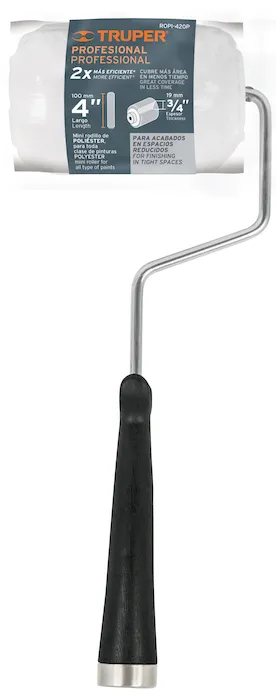 ROPI-420P
TRUPER®
PROFESIONAL
PROFESSIONAL
2x MÁS EFICIENTE*
MORE EFFICIENT*
CUBRE MÁS ÁREA
EN MENOS TIEMPO
GREAT COVERAGE
IN LESS TIME
100 mm
4"
Largo
Length
19 mm
3/4"
Espesor
Thickness
Mini rodillo de
POLIÉSTER,
para toda
clase de pinturas
POLYESTER
mini roller for
all type of paints
PARA ACABADOS
EN ESPACIOS
REDUCIDOS
FOR FINISHING
IN TIGHT SPACES